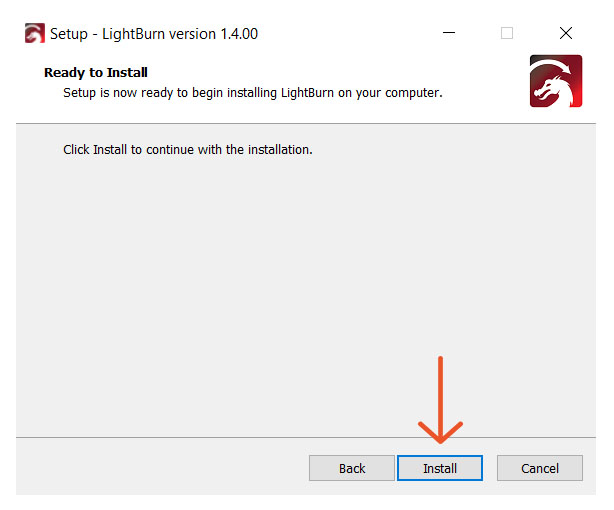 Setup - LightBurn version 1.4.00
Ready to Install
Setup is now ready to begin installing LightBurn on your computer.
Click Install to continue with the installation.
Back Install Cancel